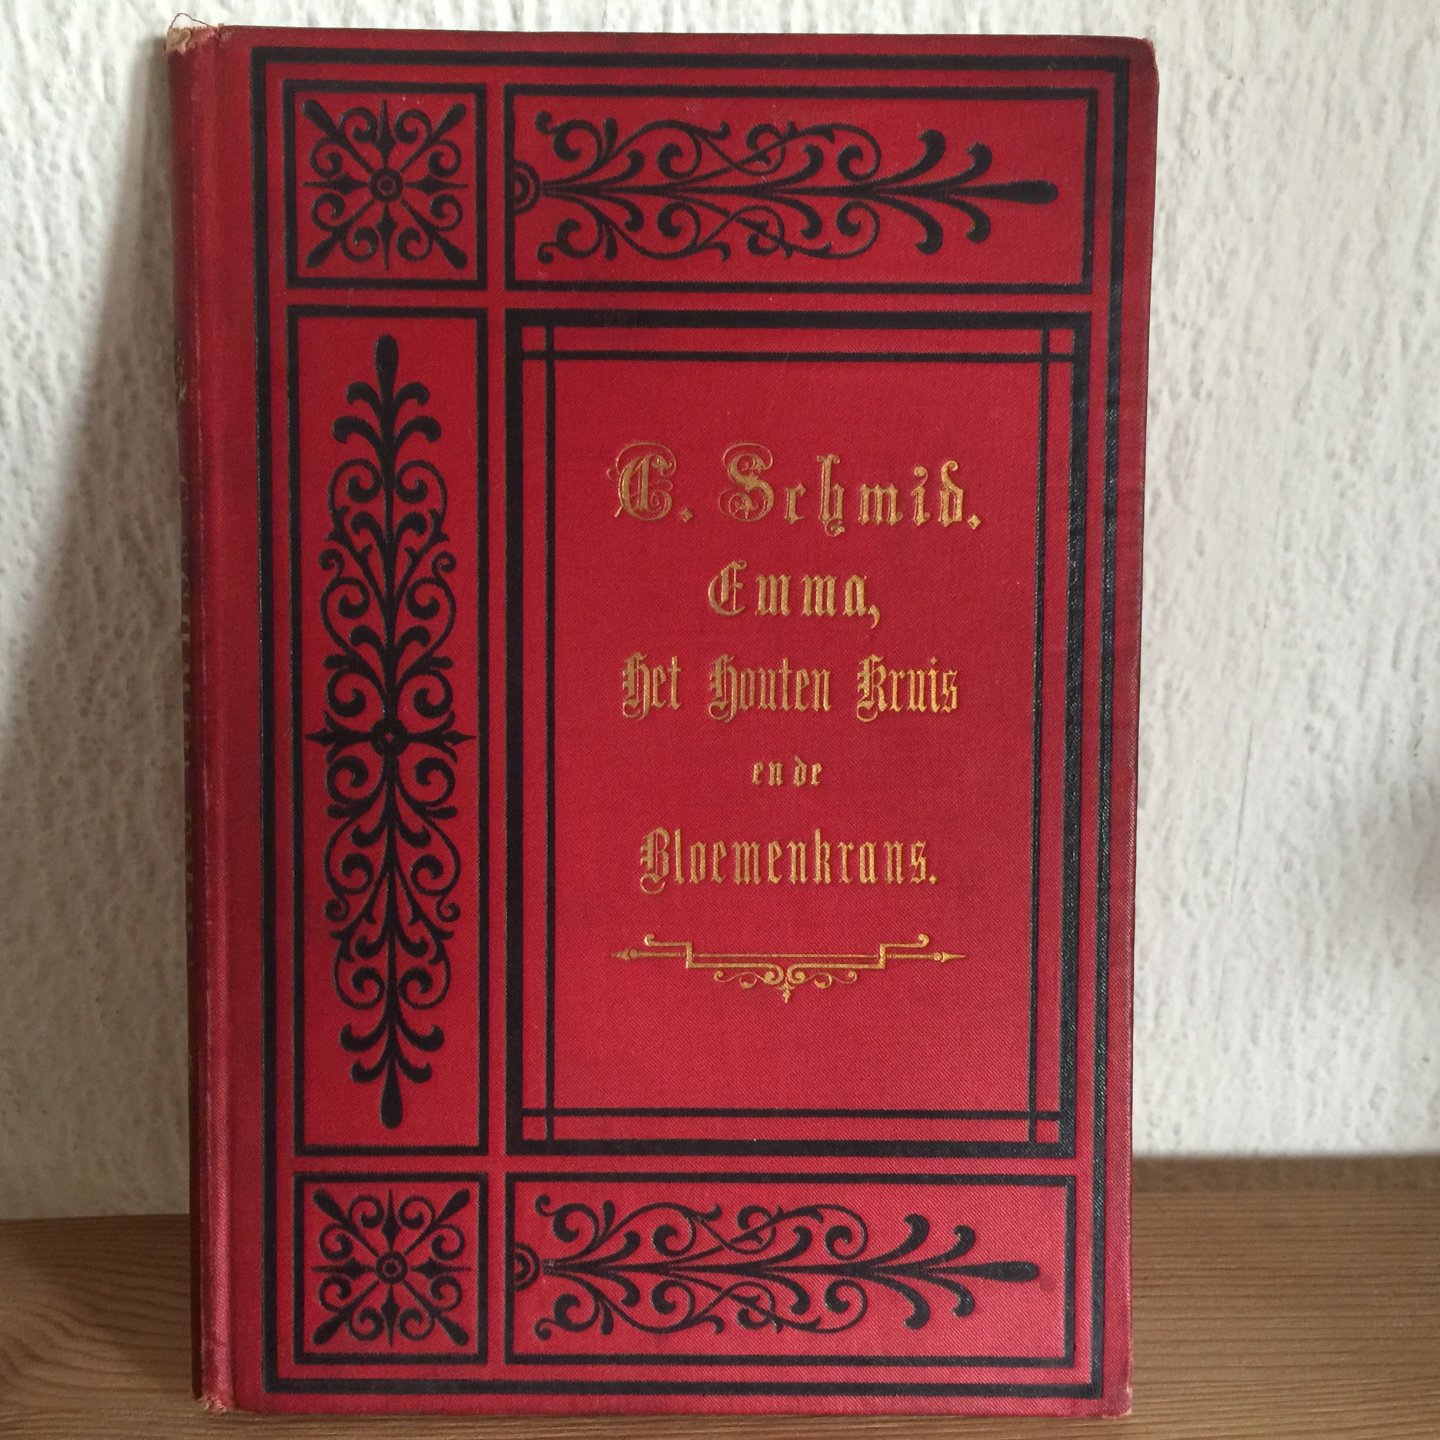 C. Schmid.
Emma,
Het Houten Kruis
en de
Bloemenkrans.